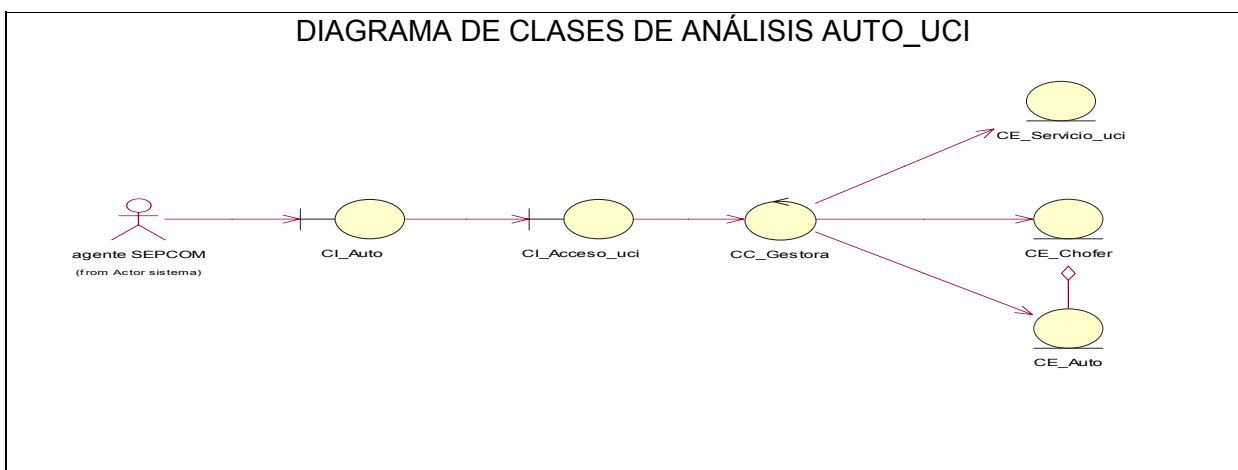 DIAGRAMA DE CLASES DE ANÁLISIS AUTO_UCI
CE_Servicio_uci
agente SEPCOM
(from Actor sistema)
CI_Auto
CI_Acceso_uci
CC_Gestora
CE_Chofer
CE_Auto